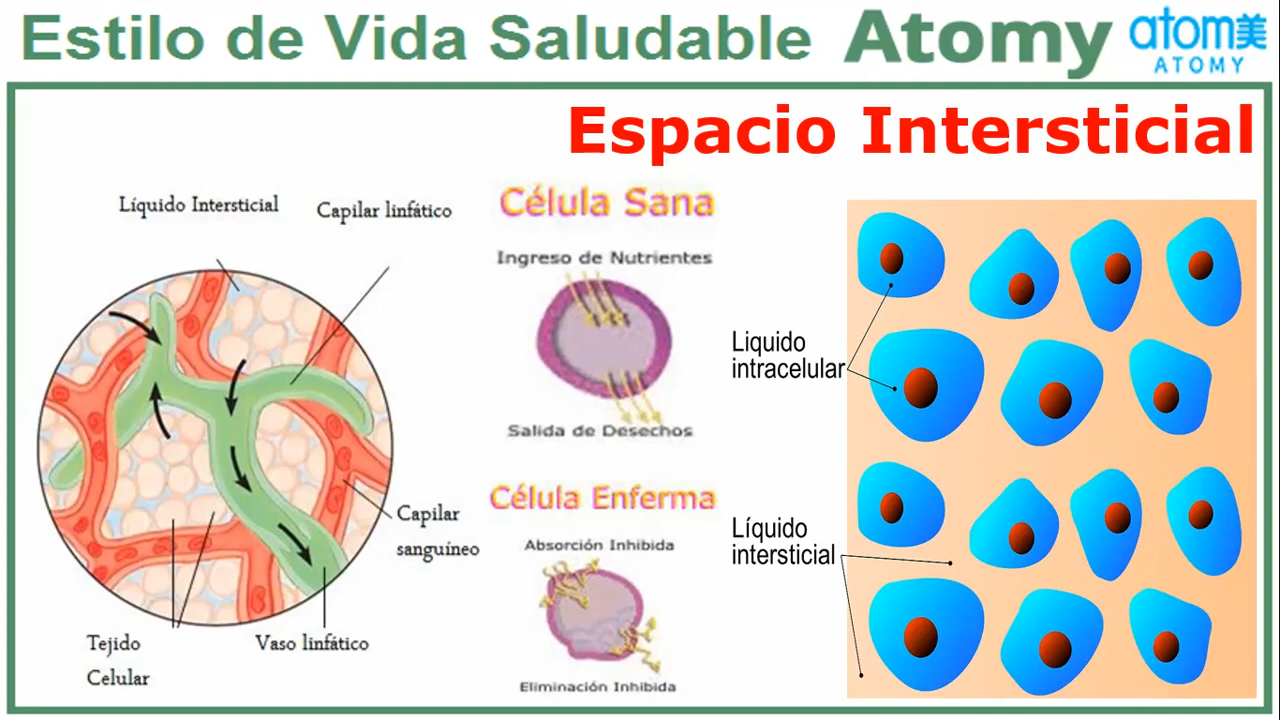 Estilo de Vida Saludable Atomy atom美
ATOMY
Espacio Intersticial
Líquido Intersticial
Capilar linfático
Capilar
sanguíneo
Tejido
Celular
Vaso linfático
Célula Sana
Ingreso de Nutrientes
Salida de Desechos
Célula Enferma
Absorción Inhibida
Eliminación Inhibida
Liquido
intracelular
Líquido
intersticial